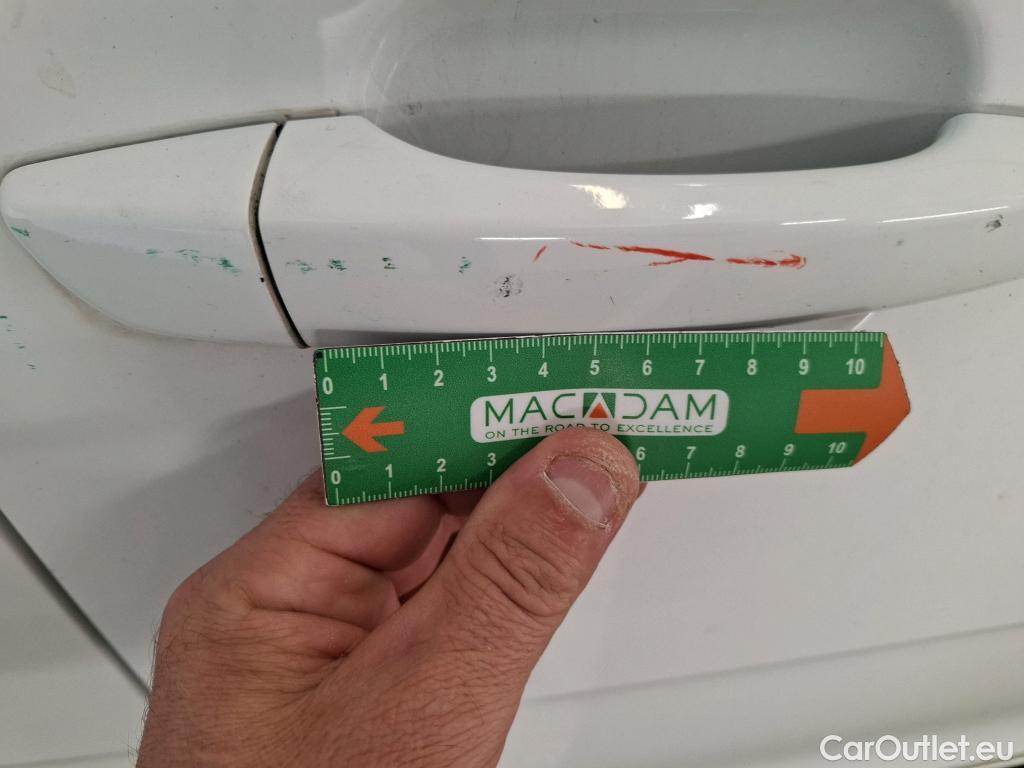 0 1 2 3 4 5 6 7 8 9 10
MACADAM
ON THE ROAD TO EXCELLENCE
0 1 2 3 6 7 8 9 10
CarOutlet.eu